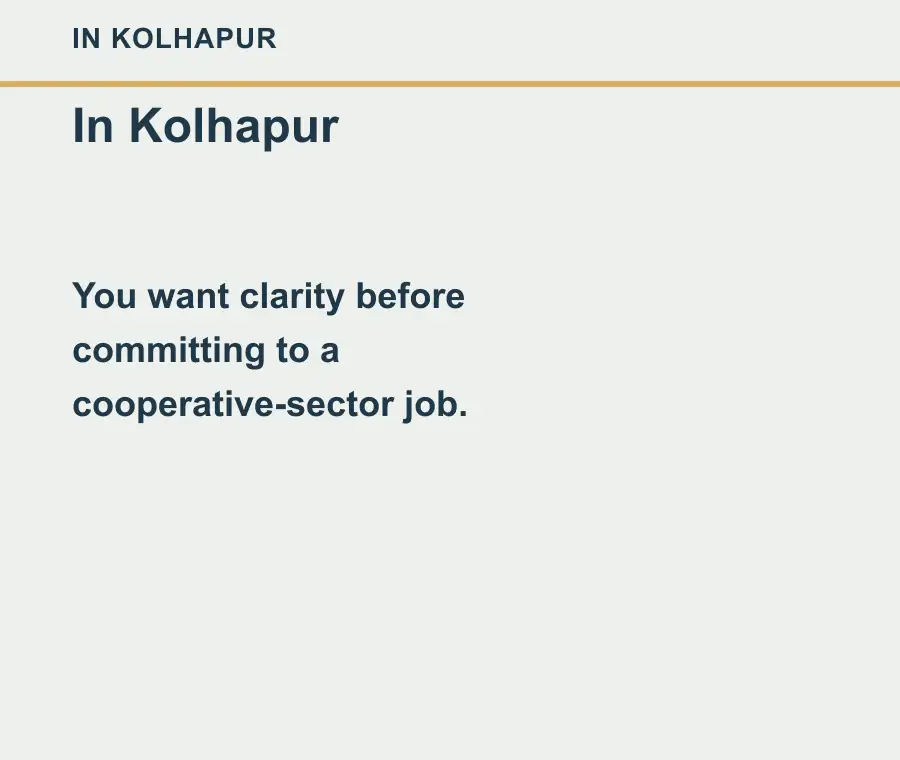 IN KOLHAPUR
In Kolhapur
You want clarity before
committing to a
cooperative-sector job.